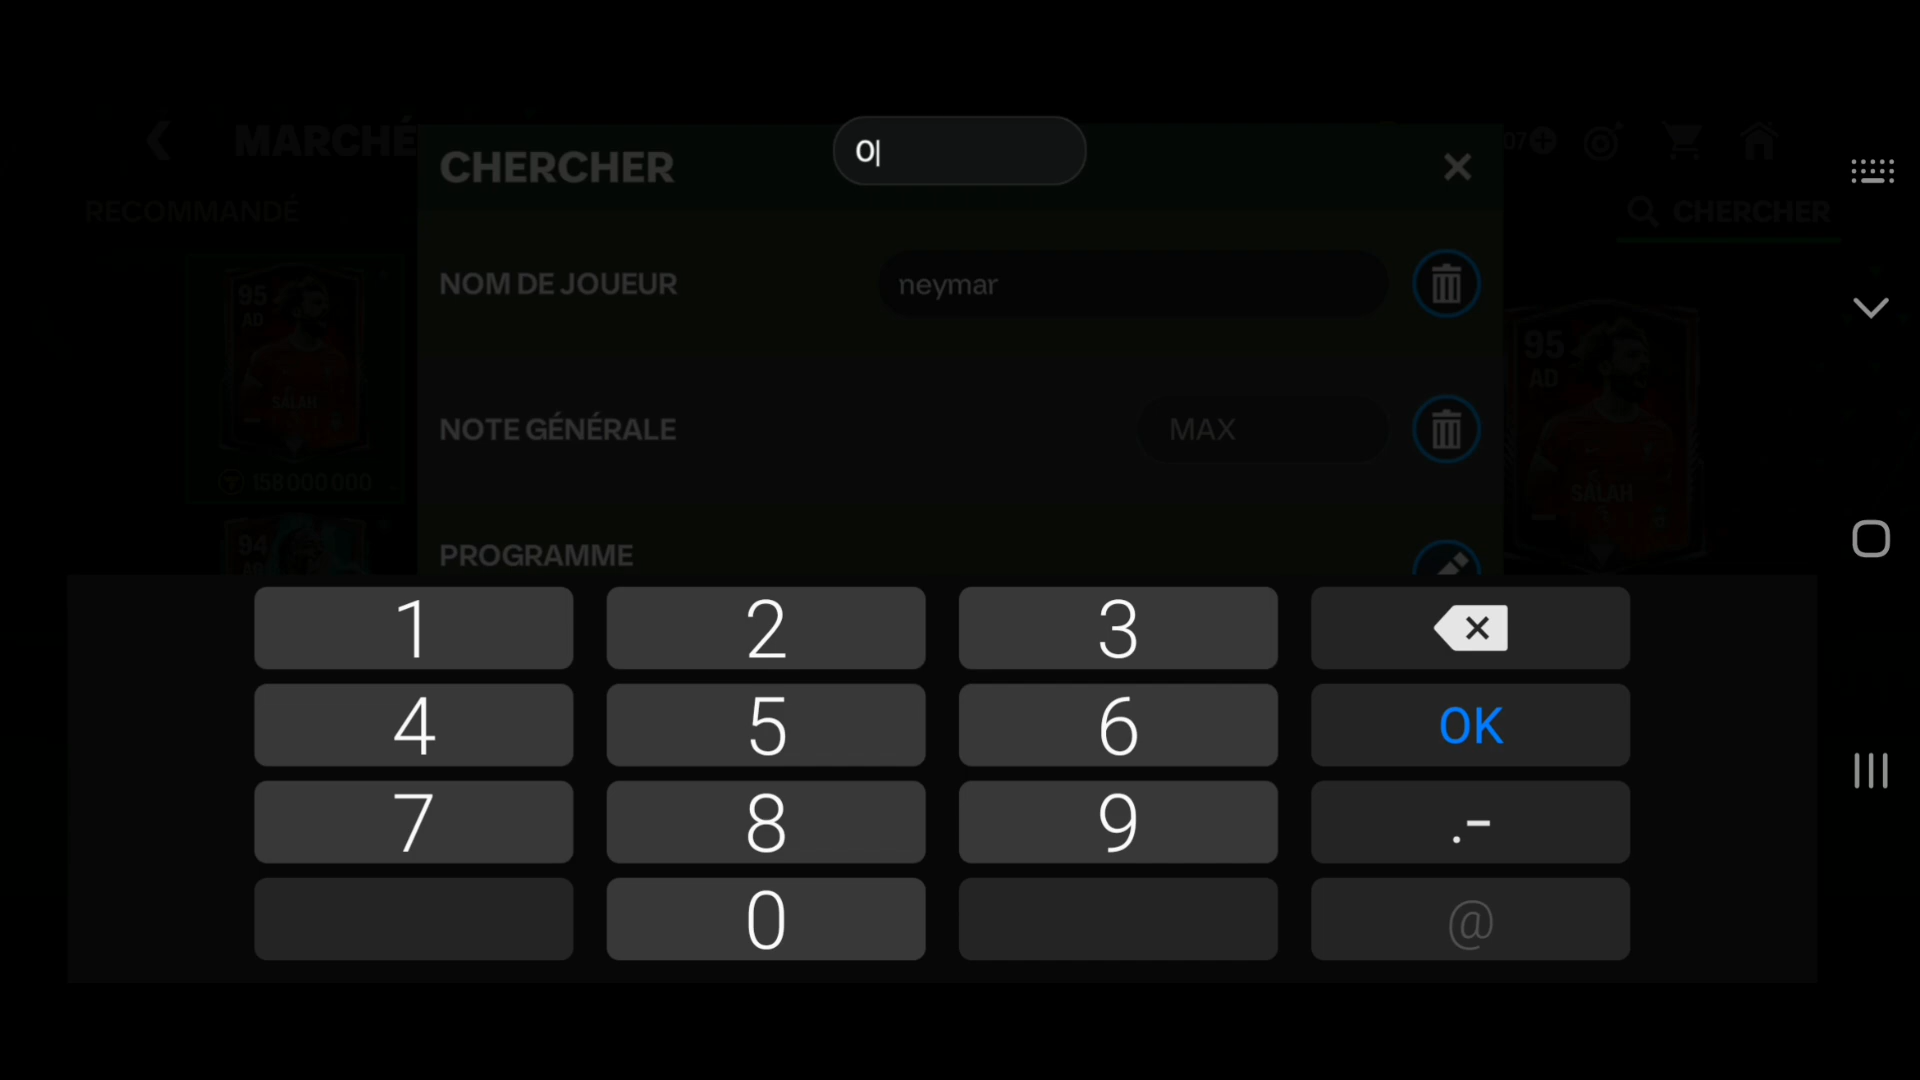 MARCHÉ
CHERCHER
0
07
RECOMMANDÉ
CHERCHER
NOM DE JOUEUR
neymar
95
AD
SALAH
158 000 000
95
AD
SALAH
NOTE GÉNÉRALE
MAX
94
PROGRAMME
1
2
3
4
5
6
OK
7
8
9
.-
0
@